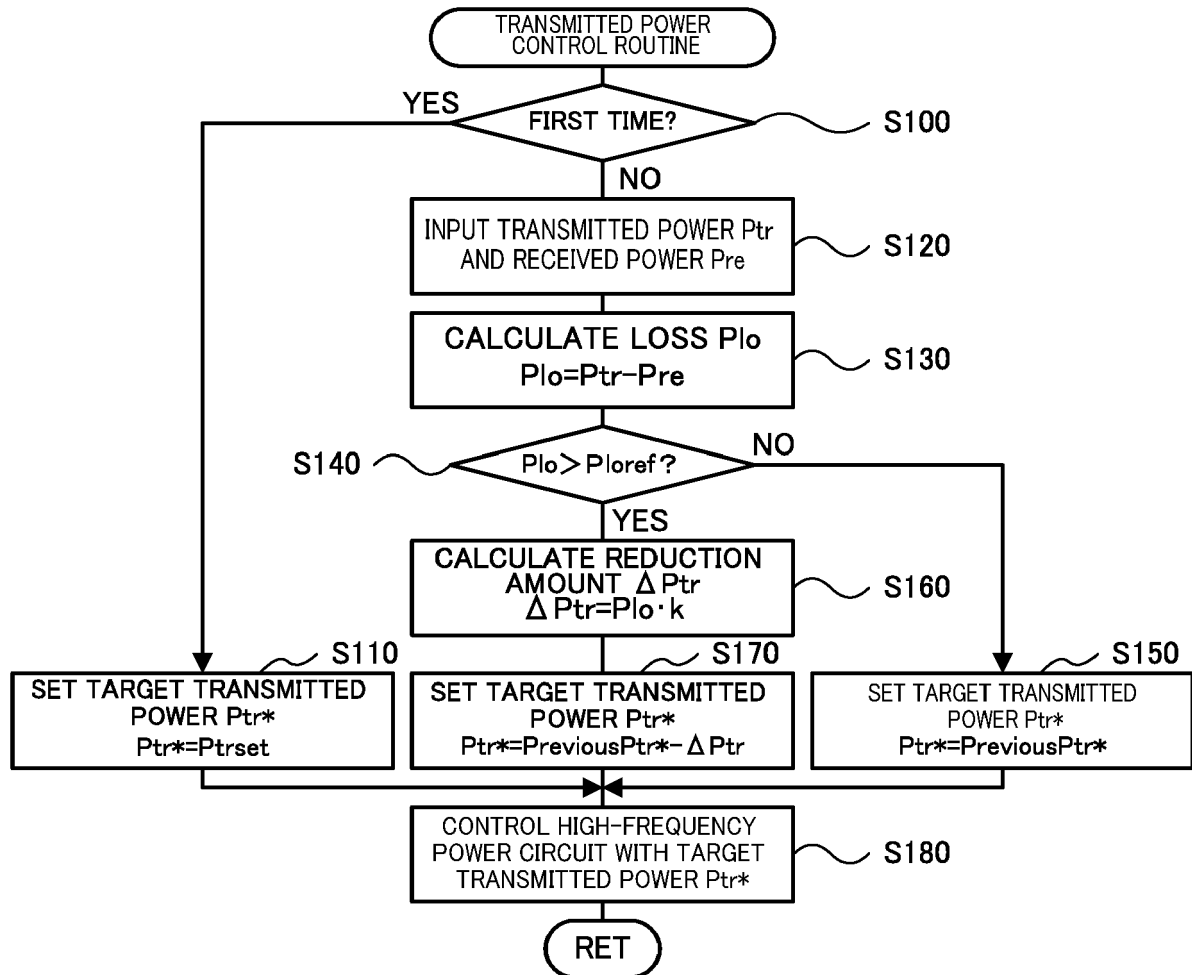 TRANSMITTED POWER
CONTROL ROUTINE
YES
FIRST TIME?
S100
NO
INPUT TRANSMITTED POWER Ptr
AND RECEIVED POWER Pre
S120
CALCULATE LOSS Plo
Plo=Ptr-Pre
S130
S140
Plo>Ploref?
NO
YES
CALCULATE REDUCTION
AMOUNT ΔPtr
ΔPtr=Plo·k
S160
S110
SET TARGET TRANSMITTED
POWER Ptr*
Ptr*=Ptrset
S170
SET TARGET TRANSMITTED
POWER Ptr*
Ptr*=PreviousPtr*-ΔPtr
S150
SET TARGET TRANSMITTED
POWER Ptr*
Ptr*=PreviousPtr*
CONTROL HIGH-FREQUENCY
POWER CIRCUIT WITH TARGET
TRANSMITTED POWER Ptr*
S180
RET